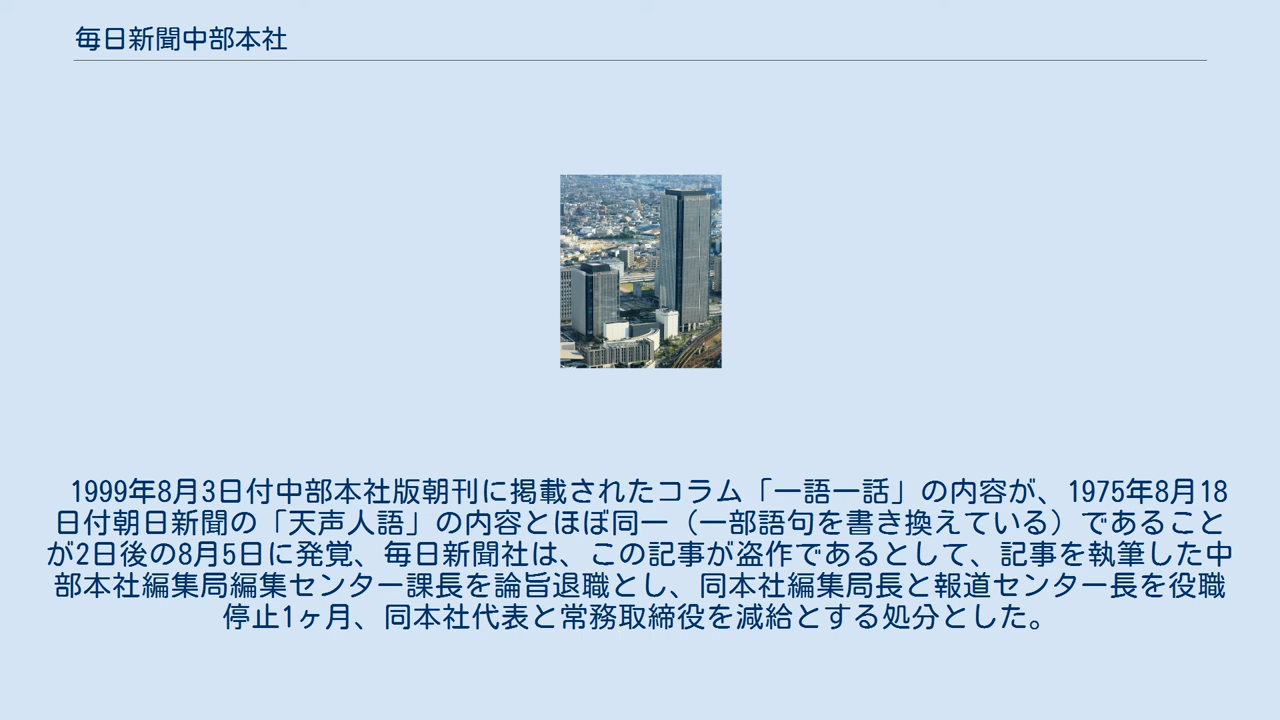 毎日新聞中部本社
1999年8月3日付中部本社版朝刊に掲載されたコラム「一語一話」の内容が、1975年8月18
日付朝日新聞の「天声人語」の内容とほぼ同一（一部語句を書き換えている）であること
が2日後の8月5日に発覚、毎日新聞社は、この記事が盗作であるとして、記事を執筆した中
部本社編集局編集センター課長を論旨退職とし、同本社編集局長と報道センター長を役職
停止1ヶ月、同本社代表と常務取締役を減給とする処分とした。